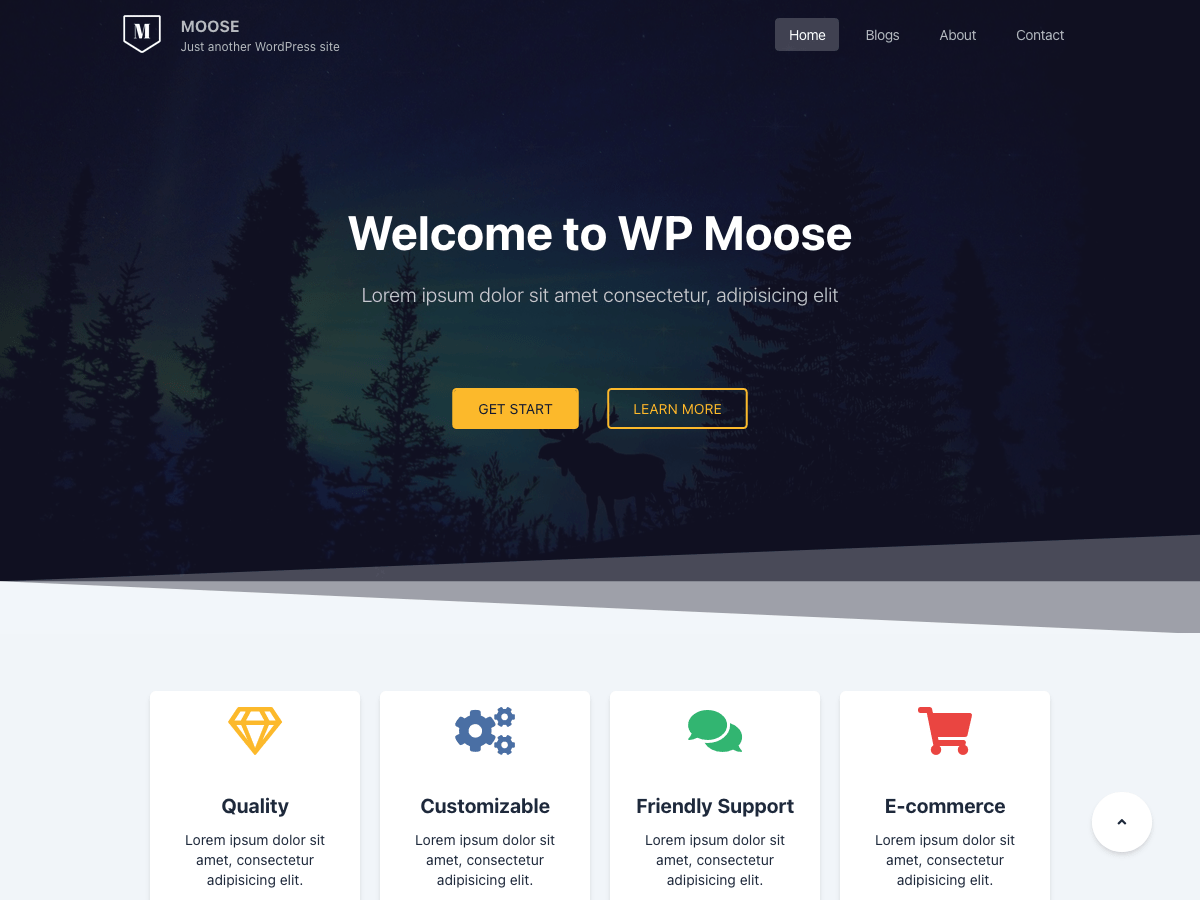 M
MOOSE
Just another WordPress site
Home
Blogs
About
Contact
Welcome to WP Moose
Lorem ipsum dolor sit amet consectetur, adipisicing elit
GET START
LEARN MORE
Quality
Lorem ipsum dolor sit
amet, consectetur
adipisicing elit.
Customizable
Lorem ipsum dolor sit
amet, consectetur
adipisicing elit.
Friendly Support
Lorem ipsum dolor sit
amet, consectetur
adipisicing elit.
E-commerce
Lorem ipsum dolor sit
amet, consectetur
adipisicing elit.